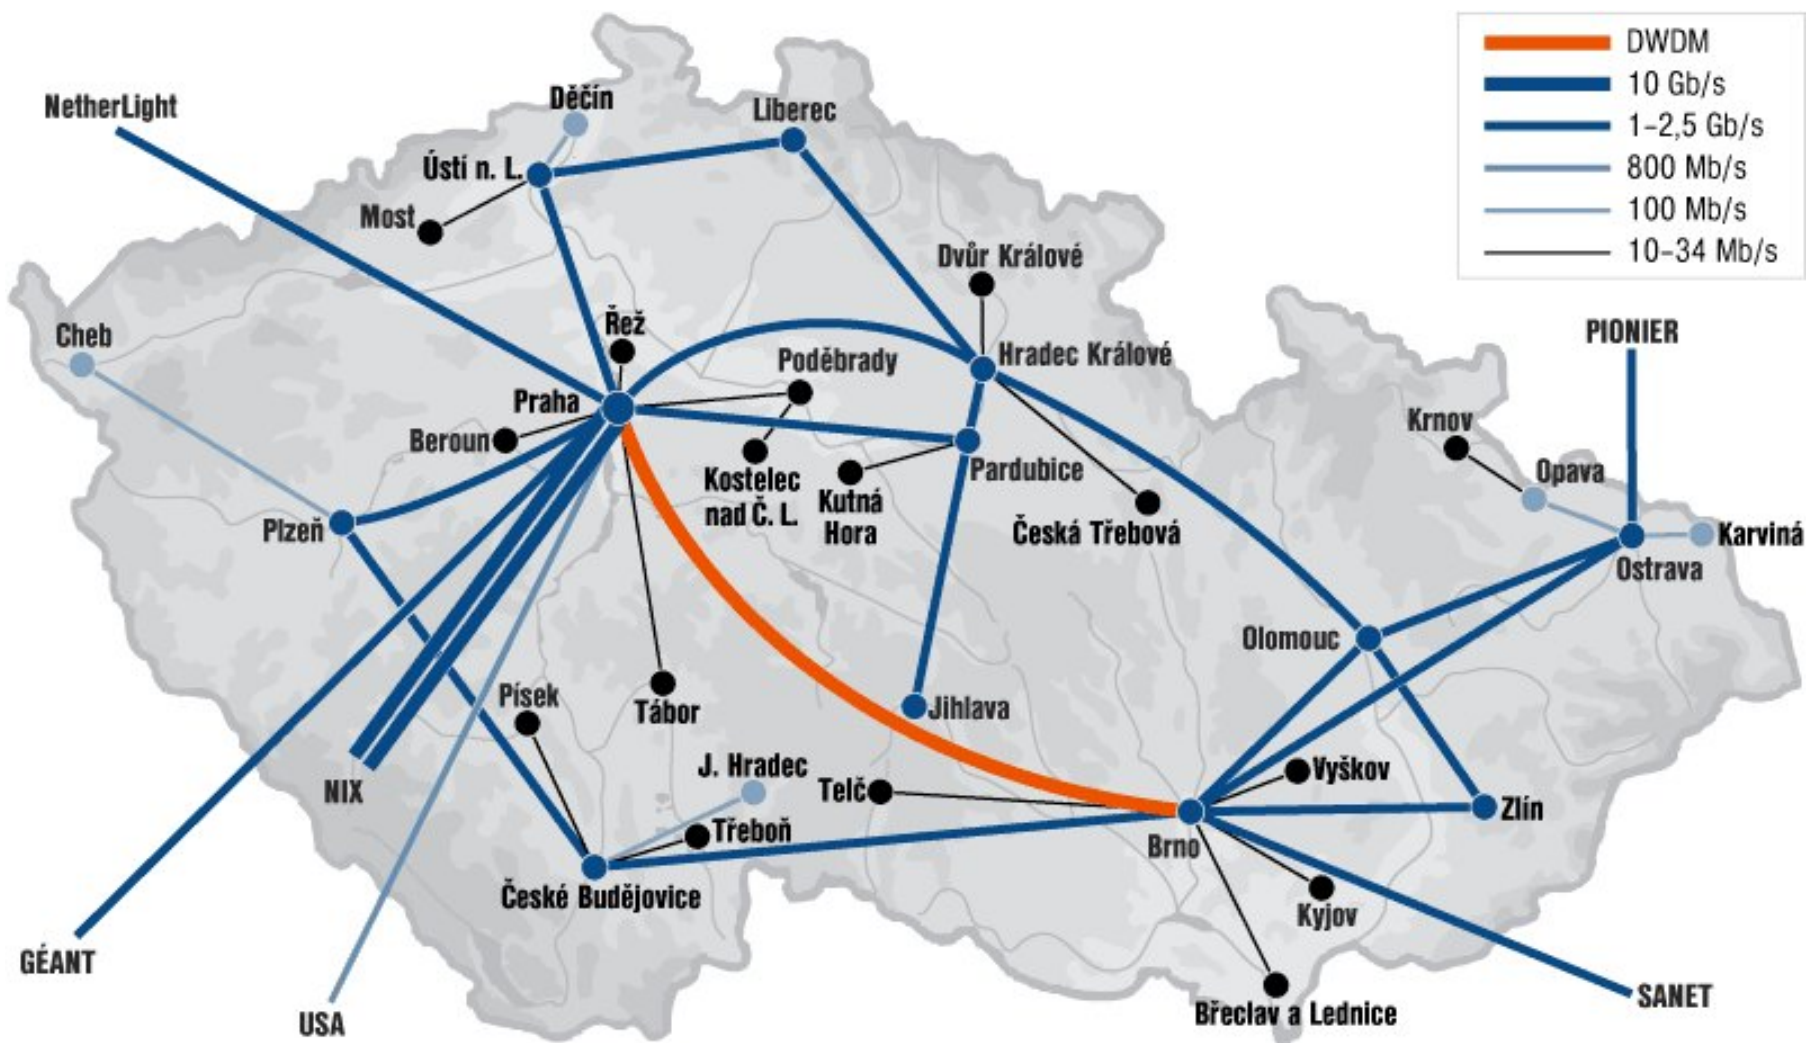 DWDM
10 Gb/s
1–2,5 Gb/s
800 Mb/s
100 Mb/s
10–34 Mb/s
NetherLight
Děčín
Liberec
Ústí n. L.
Most
Dvůr Králové
Cheb
Řež
Poděbrady
Hradec Králové
PIONIER
Praha
Beroun
Krnov
Opava
Kostelec
nad Č. L.
Kutná
Hora
Pardubice
Česká Třebová
Plzeň
Karviná
Ostrava
Olomouc
Písek
Tábor
Jihlava
NIX
J. Hradec
Telč
Vyškov
Třeboň
Zlín
Brno
České Budějovice
Kyjov
GÉANT
USA
SANET
Břeclav a Lednice